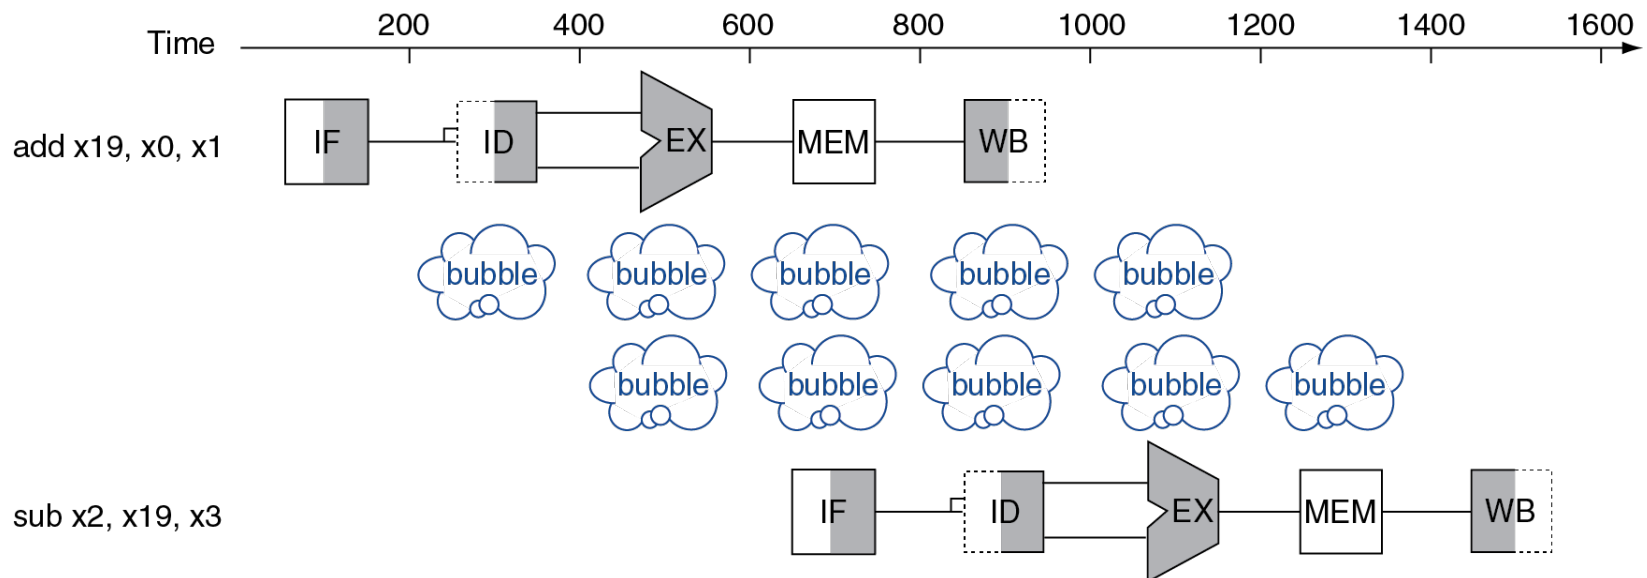 200 400 600 800 1000 1200 1400 1600
Time
IF ID EX MEM WB
add x19, x0, x1
bubble bubble bubble bubble bubble
bubble bubble bubble bubble bubble
IF ID EX MEM WB
sub x2, x19, x3